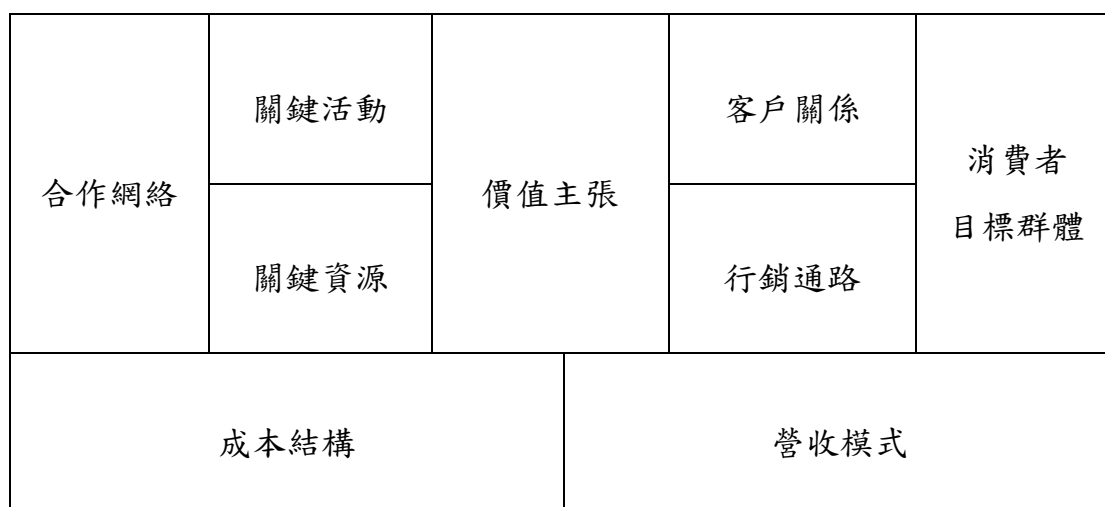 合作網絡
關鍵活動
關鍵資源
價值主張
客戶關係
行銷通路
消費者
目標群體
成本結構
營收模式